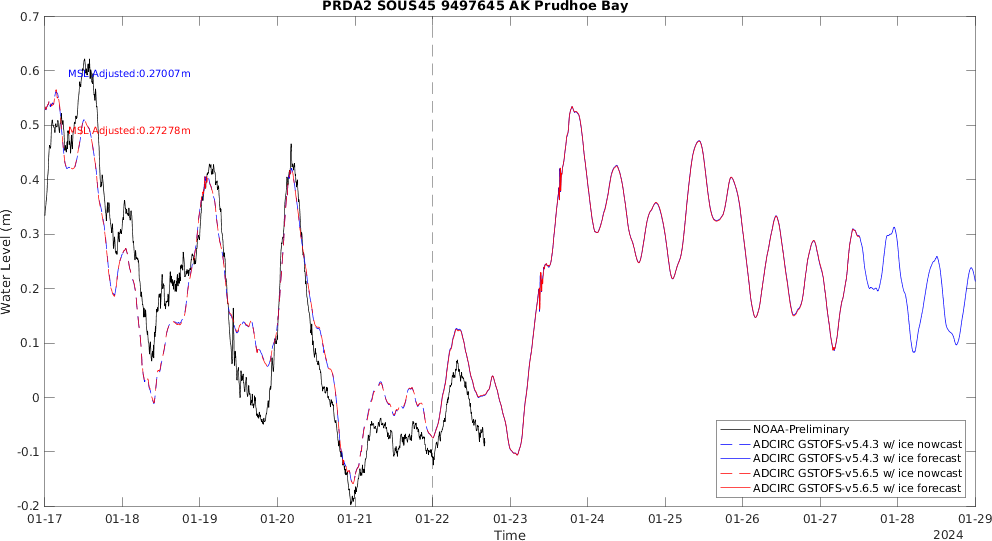 PRDA2 SOUS45 9497645 AK Prudhoe Bay
0.7
0.6
0.5
0.4
0.3
0.2
0.1
0
-0.1
-0.2
Water Level (m)
MSL Adjusted:0.27007m
MSL Adjusted:0.27278m
NOAA-Preliminary
ADCIRC GSTOFS-v5.4.3 w/ ice nowcast
ADCIRC GSTOFS-v5.4.3 w/ ice forecast
ADCIRC GSTOFS-v5.6.5 w/ ice nowcast
ADCIRC GSTOFS-v5.6.5 w/ ice forecast
01-17 01-18 01-19 01-20 01-21 01-22 01-23 01-24 01-25 01-26 01-27 01-28 01-29
Time
2024